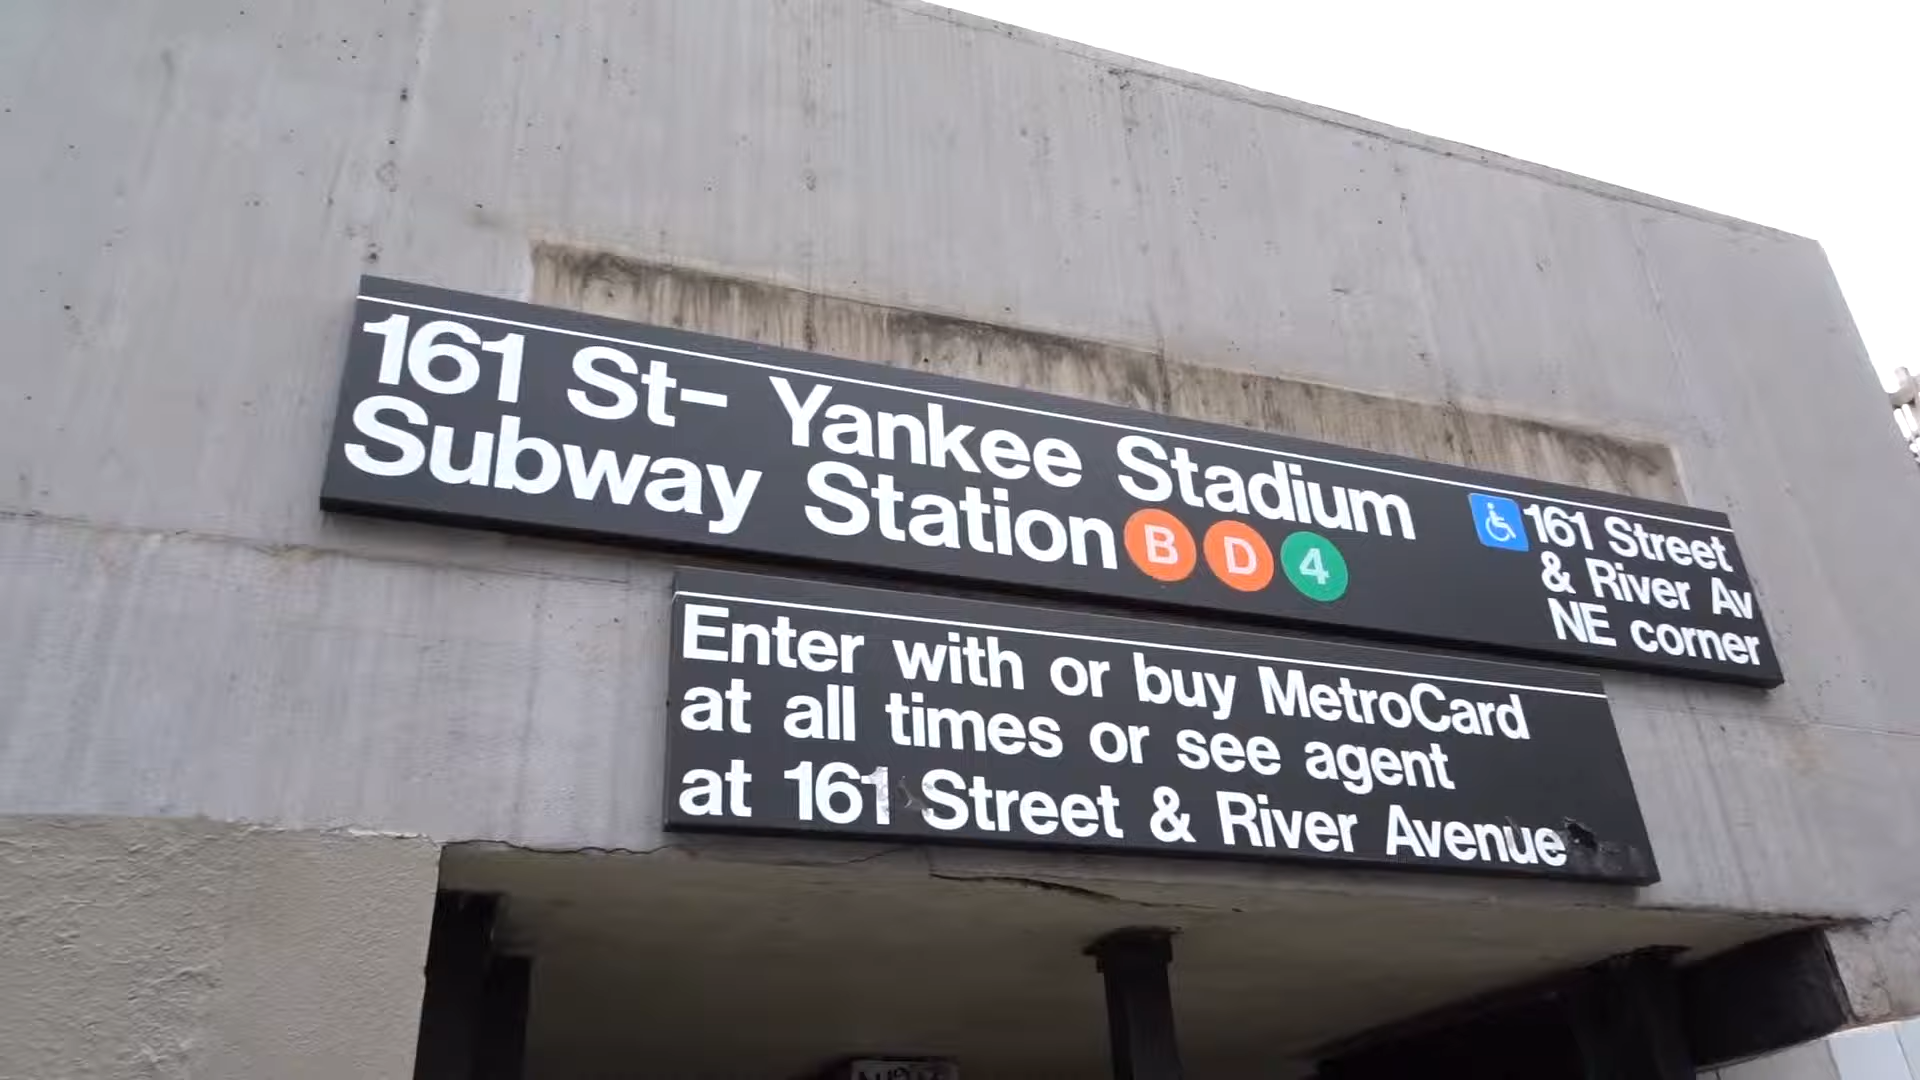 161 St- Yankee Stadium
Subway Station B D 4
161 Street
& River Av
NE corner
Enter with or buy MetroCard
at all times or see agent
at 161 Street & River Avenue